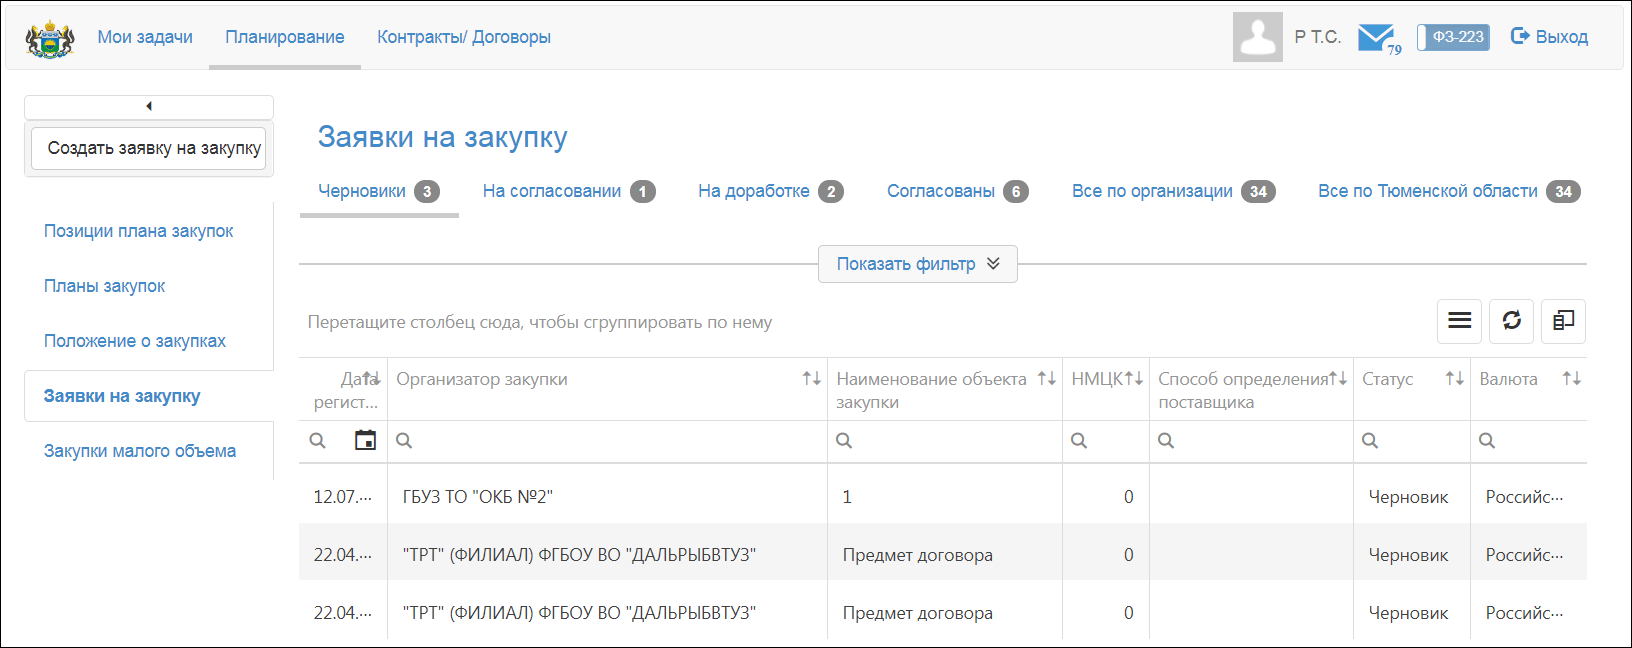 Мои задачи Планирование Контракты/ Договоры Р Т.С. 79 ФЗ-223 Выход
Создать заявку на закупку
Заявки на закупку
Черновики 3 На согласовании 1 На доработке 2 Согласованы 6 Все по организации 34 Все по Тюменской области 34
Позиции плана закупок
Планы закупок
Положение о закупках
Заявки на закупку
Закупки малого объема
Показать фильтр
Перетащите столбец сюда, чтобы сгруппировать по нему
Дата регист... Организатор закупки Наименование объекта закупки НМЦК Способ определения поставщика Статус Валюта
12.07.... ГБУЗ ТО "ОКБ №2" 1 0 Черновик Российс...
22.04.... "ТРТ" (ФИЛИАЛ) ФГБОУ ВО "ДАЛЬРЫБВТУЗ" Предмет договора 0 Черновик Российс...
22.04.... "ТРТ" (ФИЛИАЛ) ФГБОУ ВО "ДАЛЬРЫБВТУЗ" Предмет договора 0 Черновик Российс...